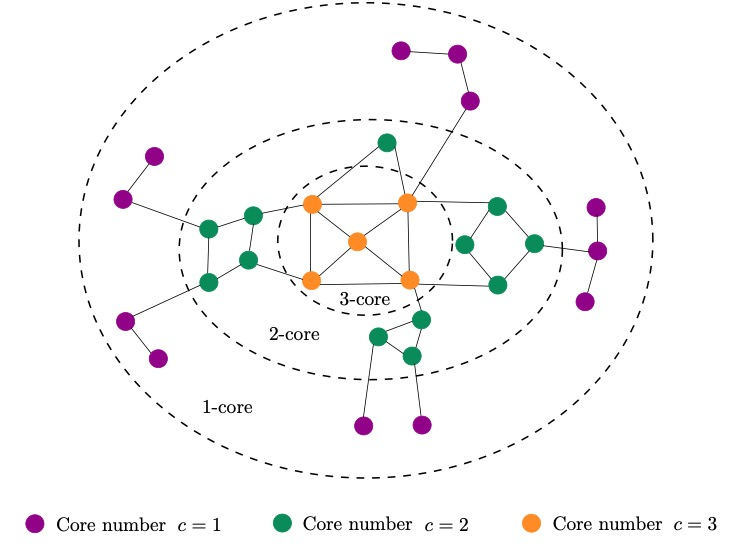 3-core
2-core
1-core
Core number c = 1 Core number c = 2 Core number c = 3